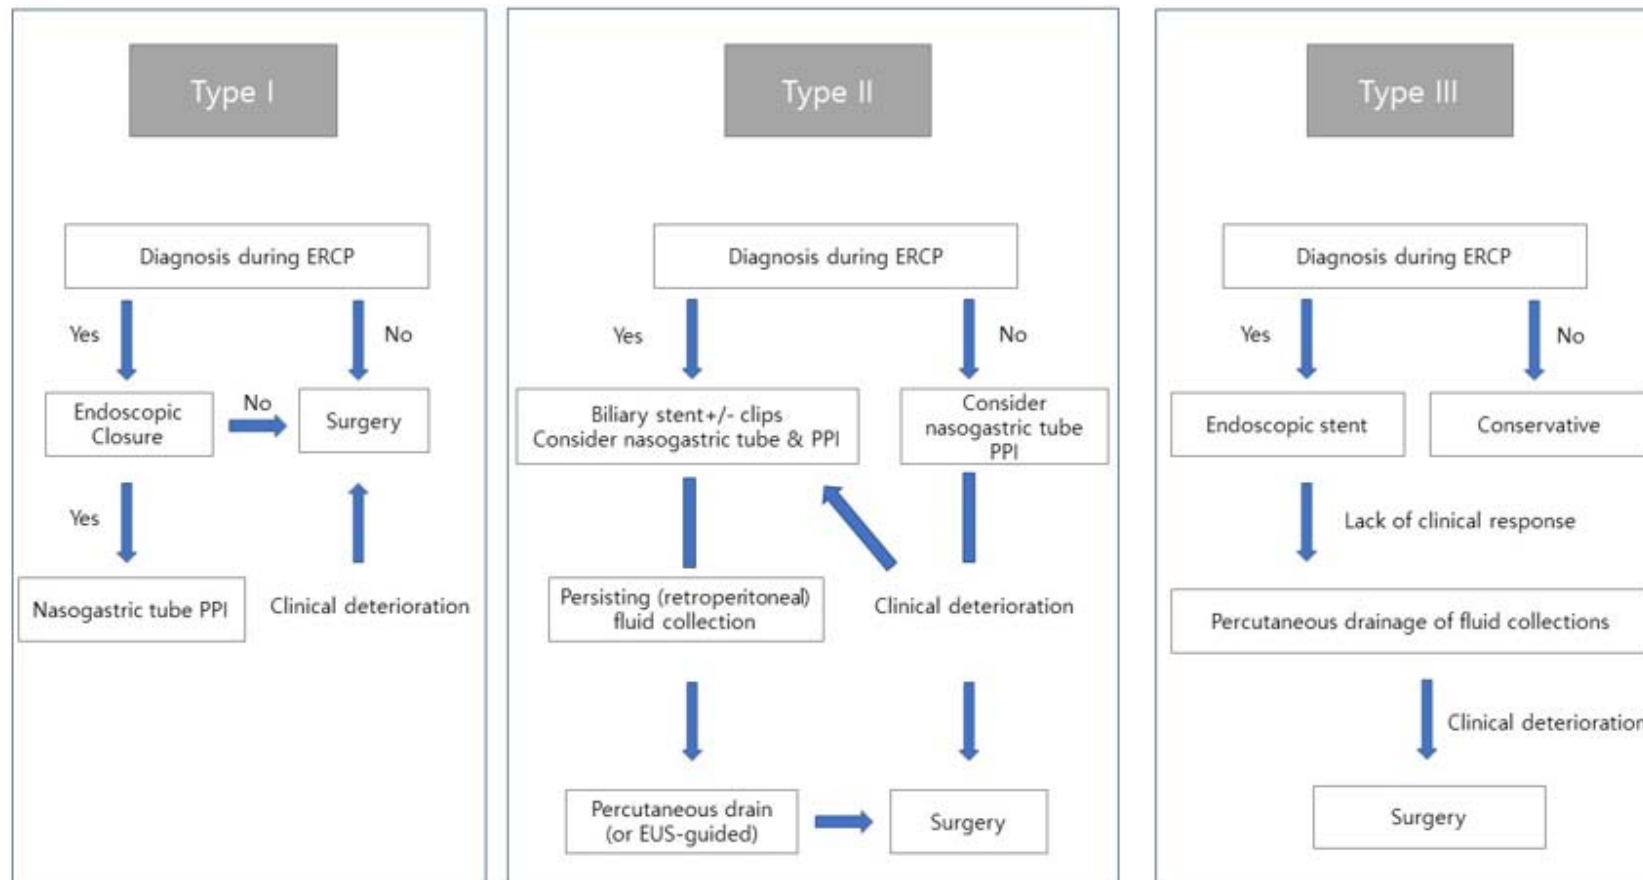 Type I
Diagnosis during ERCP
Yes
No
Endoscopic
Closure
No
Surgery
Yes
Nasogastric tube PPI
Clinical deterioration
Type II
Diagnosis during ERCP
Yes
No
Biliary stent+/- clips
Consider nasogastric tube & PPI
Consider
nasogastric tube
PPI
Persisting (retroperitoneal)
fluid collection
Clinical deterioration
Percutaneous drain
(or EUS-guided)
Surgery
Type III
Diagnosis during ERCP
Yes
No
Endoscopic stent
Conservative
Lack of clinical response
Percutaneous drainage of fluid collections
Clinical deterioration
Surgery